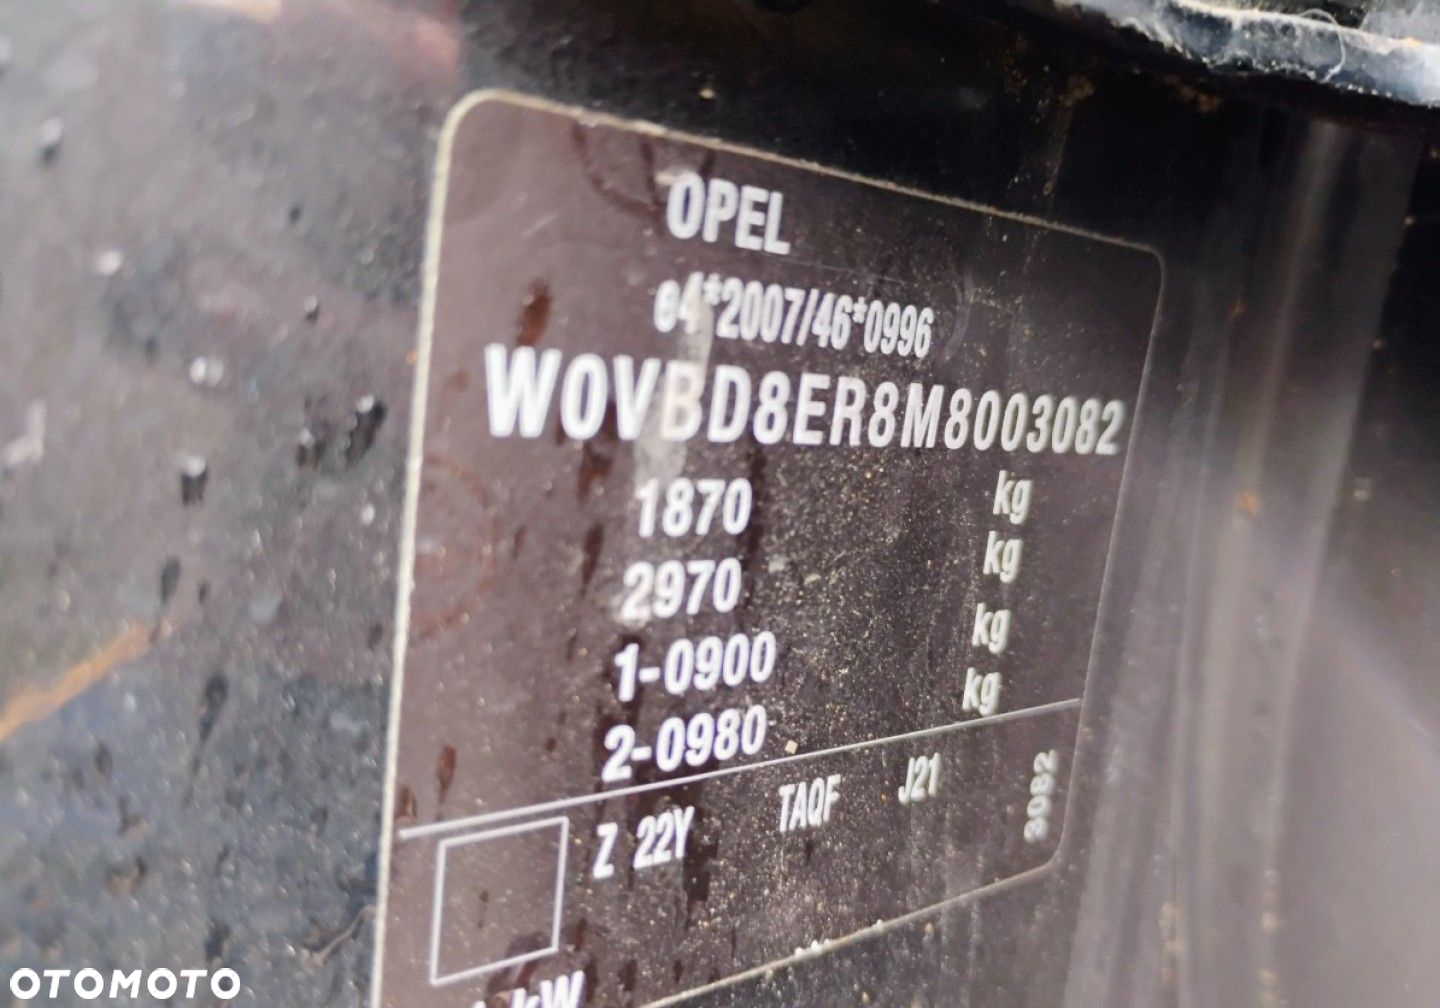 OPEL
e4*2007/46*0996
W0VBD8ER8M8003082
1870 kg
2970 kg
1-0900 kg
2-0980 kg
Z 22Y TAQF J21
3082
kW
OTOMOTO